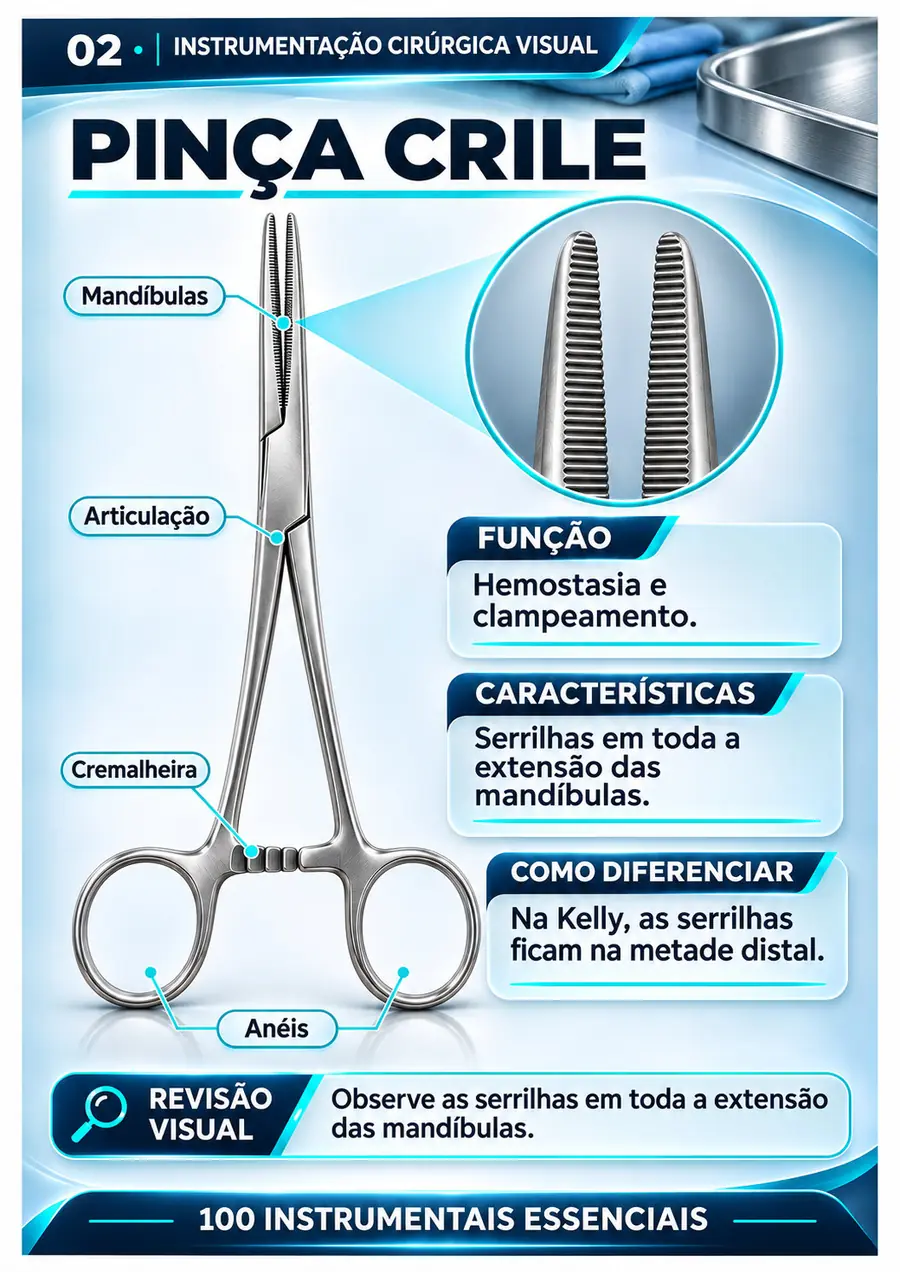 02 • | INSTRUMENTAÇÃO CIRÚRGICA VISUAL
PINÇA CRILE
Mandíbulas
Articulação
Cremalheira
Anéis
FUNÇÃO
Hemostasia e
clampeamento.
CARACTERÍSTICAS
Serrilhas em toda a
extensão das
mandíbulas.
COMO DIFERENCIAR
Na Kelly, as serrilhas
ficam na metade distal.
REVISÃO
VISUAL
Observe as serrilhas em toda a extensão
das mandíbulas.
100 INSTRUMENTAIS ESSENCIAIS